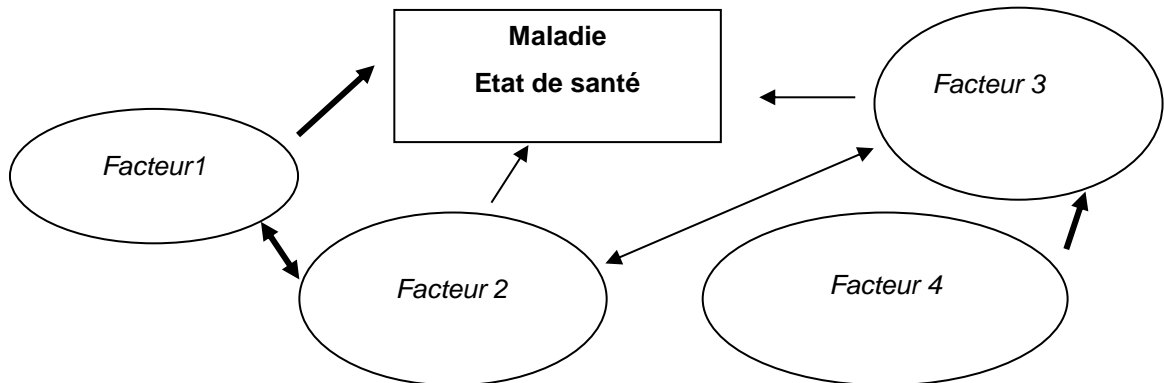 Maladie
Etat de santé
Facteur 3
Facteur1
Facteur 2
Facteur 4